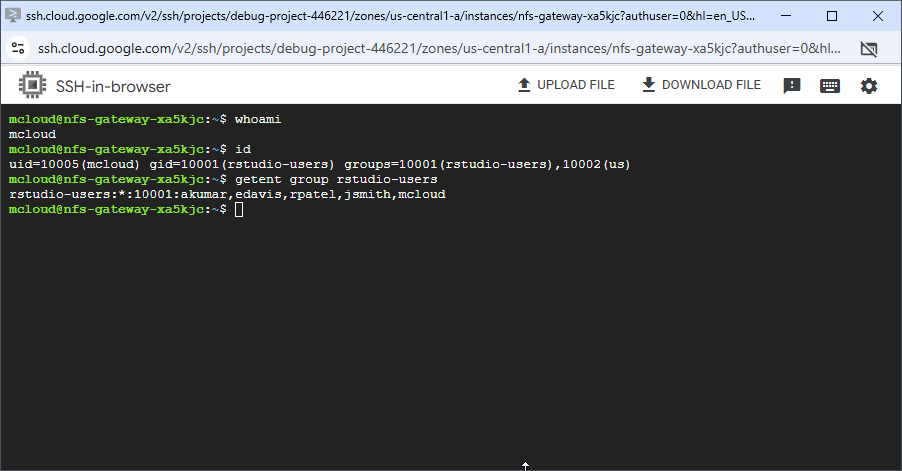 ssh.cloud.google.com/v2/ssh/projects/debug-project-446221/zones/us-central1-a/instances/nfs-gateway-xa5kjc?authuser=0&hl=en_US...
ssh.cloud.google.com/v2/ssh/projects/debug-project-446221/zones/us-central1-a/instances/nfs-gateway-xa5kjc?authuser=0&hl...
SSH-in-browser
UPLOAD FILE
DOWNLOAD FILE
mcloud@nfs-gateway-xa5kjc:~$ whoami
mcloud
mcloud@nfs-gateway-xa5kjc:~$ id
uid=10005(mcloud) gid=10001(rstudio-users) groups=10001(rstudio-users),10002(us)
mcloud@nfs-gateway-xa5kjc:~$ getent group rstudio-users
rstudio-users:*:10001:akumar,edavis,rpatel,jsmith,mcloud
mcloud@nfs-gateway-xa5kjc:~$